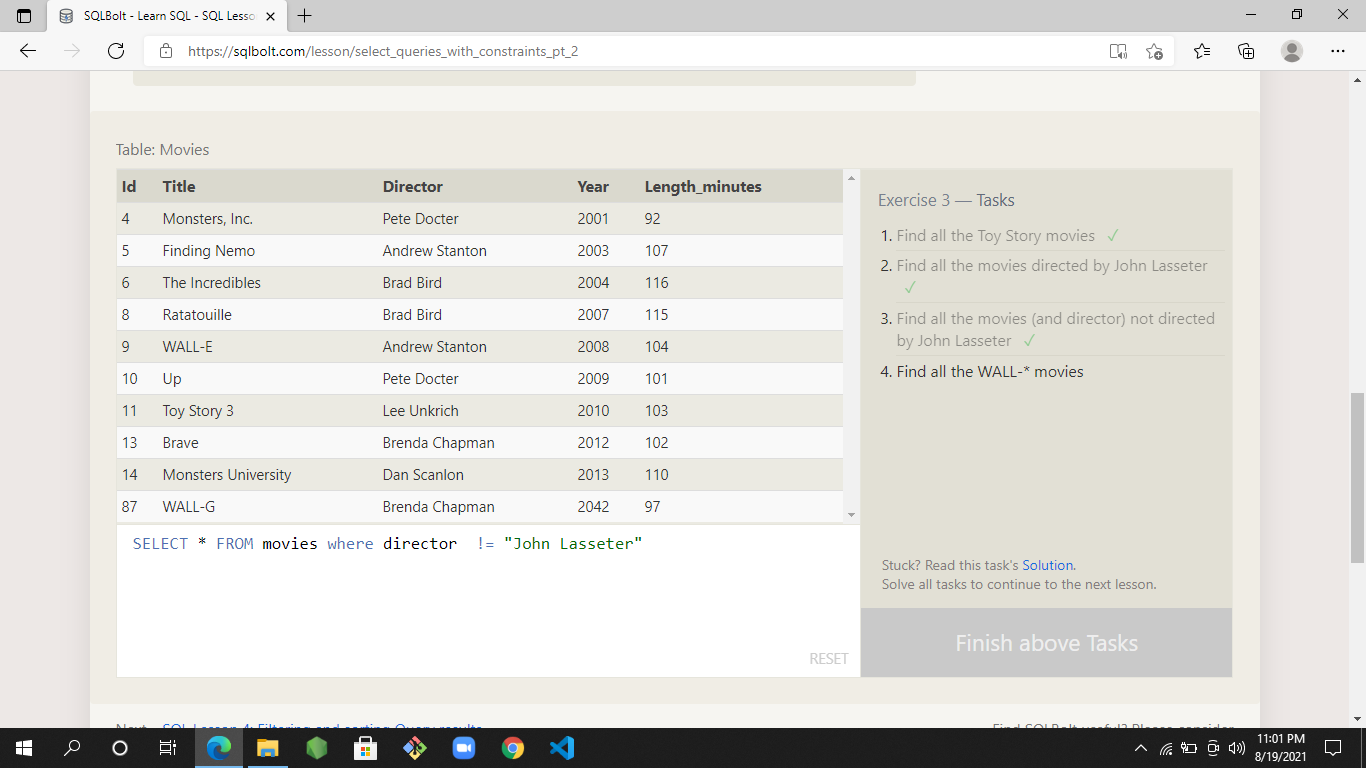 SQLBolt - Learn SQL - SQL Lesso
https://sqlbolt.com/lesson/select_queries_with_constraints_pt_2
Table: Movies
Id Title Director Year Length_minutes
4 Monsters, Inc. Pete Docter 2001 92
5 Finding Nemo Andrew Stanton 2003 107
6 The Incredibles Brad Bird 2004 116
8 Ratatouille Brad Bird 2007 115
9 WALL-E Andrew Stanton 2008 104
10 Up Pete Docter 2009 101
11 Toy Story 3 Lee Unkrich 2010 103
13 Brave Brenda Chapman 2012 102
14 Monsters University Dan Scanlon 2013 110
87 WALL-G Brenda Chapman 2042 97
SELECT * FROM movies where director  != "John Lasseter"
RESET
Exercise 3 — Tasks
1. Find all the Toy Story movies ✓
2. Find all the movies directed by John Lasseter
✓
3. Find all the movies (and director) not directed
by John Lasseter ✓
4. Find all the WALL-* movies
Stuck? Read this task's Solution.
Solve all tasks to continue to the next lesson.
Finish above Tasks
Next – SQL Lesson 4: Filtering and sorting Query results
Find SQLBolt useful? Please consider
11:01 PM
8/19/2021